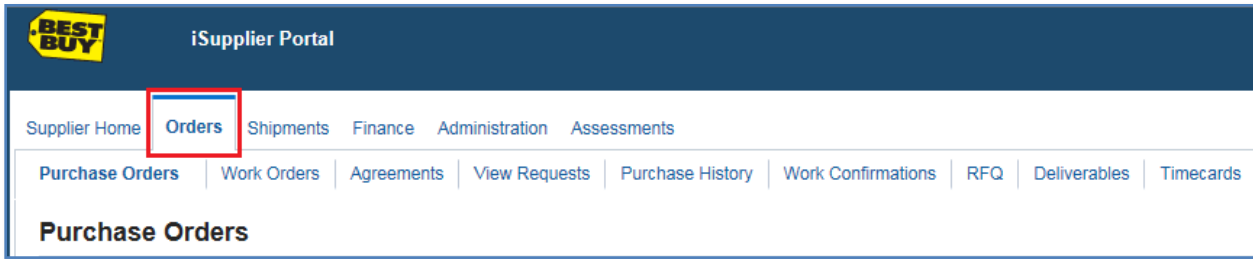 BEST
BUY
iSupplier Portal
Supplier Home Orders Shipments Finance Administration Assessments
Purchase Orders Work Orders Agreements View Requests Purchase History Work Confirmations RFQ Deliverables Timecards
Purchase Orders